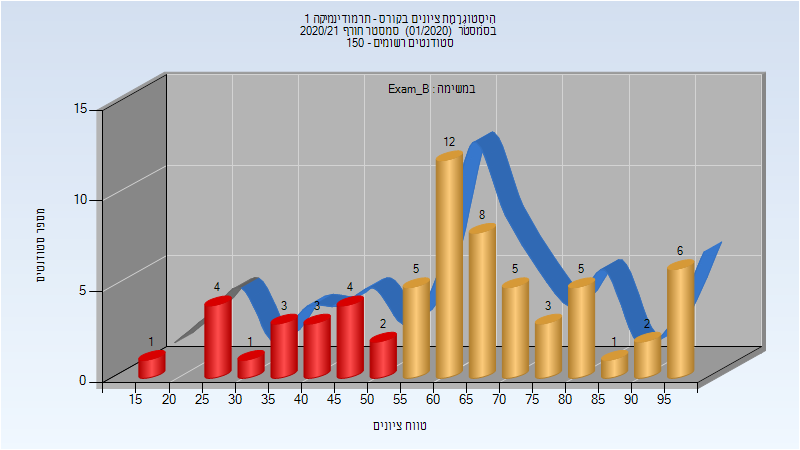 היסטוגרמת ציונים בקורס - תרמודינמיקה 1
בסמסטר (01/2020) סמסטר חורף 2020/21
סטודנטים רשומים - 150
במשימה : Exam_B
מספר סטודנטים
15
10
5
0
1
4
1
3
3
4
2
5
12
8
5
3
5
1
2
6
15 20 25 30 35 40 45 50 55 60 65 70 75 80 85 90 95
טווח ציונים